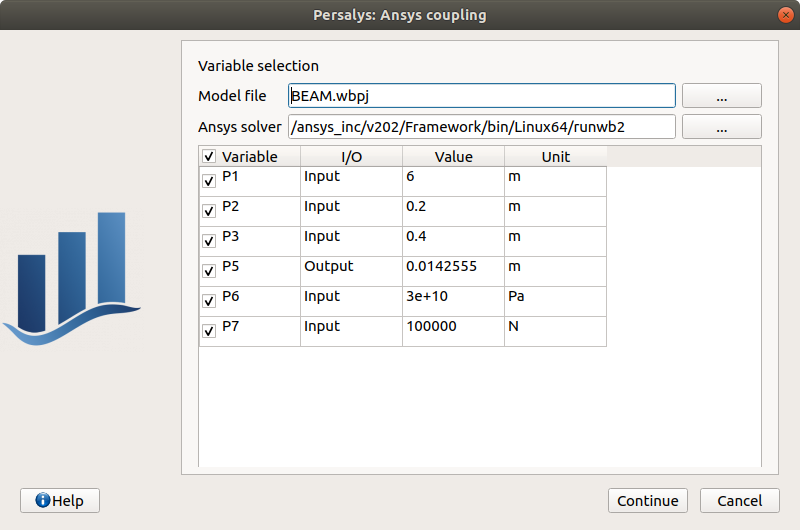 Persalys: Ansys coupling
Variable selection
Model file BEAM.wbpj ...
Ansys solver /ansys_inc/v202/Framework/bin/Linux64/runwb2 ...
Variable I/O Value Unit
P1 Input 6 m
P2 Input 0.2 m
P3 Input 0.4 m
P5 Output 0.0142555 m
P6 Input 3e+10 Pa
P7 Input 100000 N
Help Continue Cancel